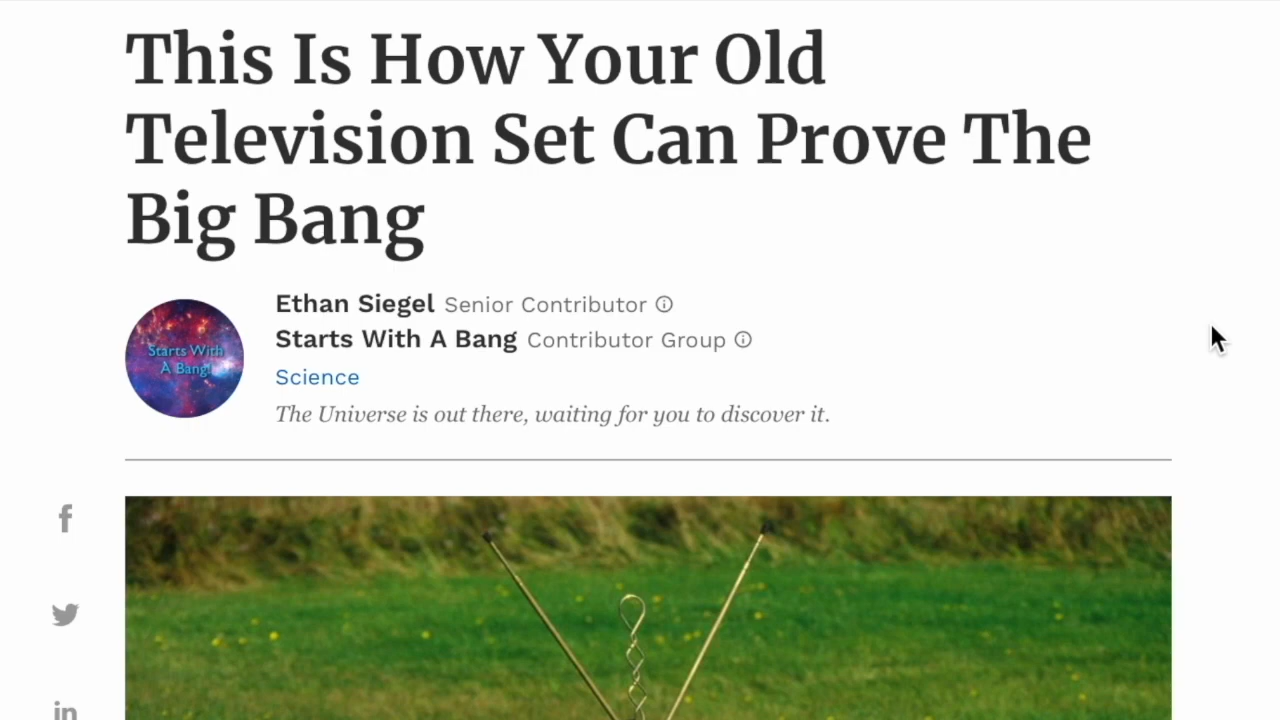 This Is How Your Old
Television Set Can Prove The
Big Bang
Ethan Siegel Senior Contributor
Starts With A Bang Contributor Group
Starts With
A Bang!
Science
The Universe is out there, waiting for you to discover it.
f
in